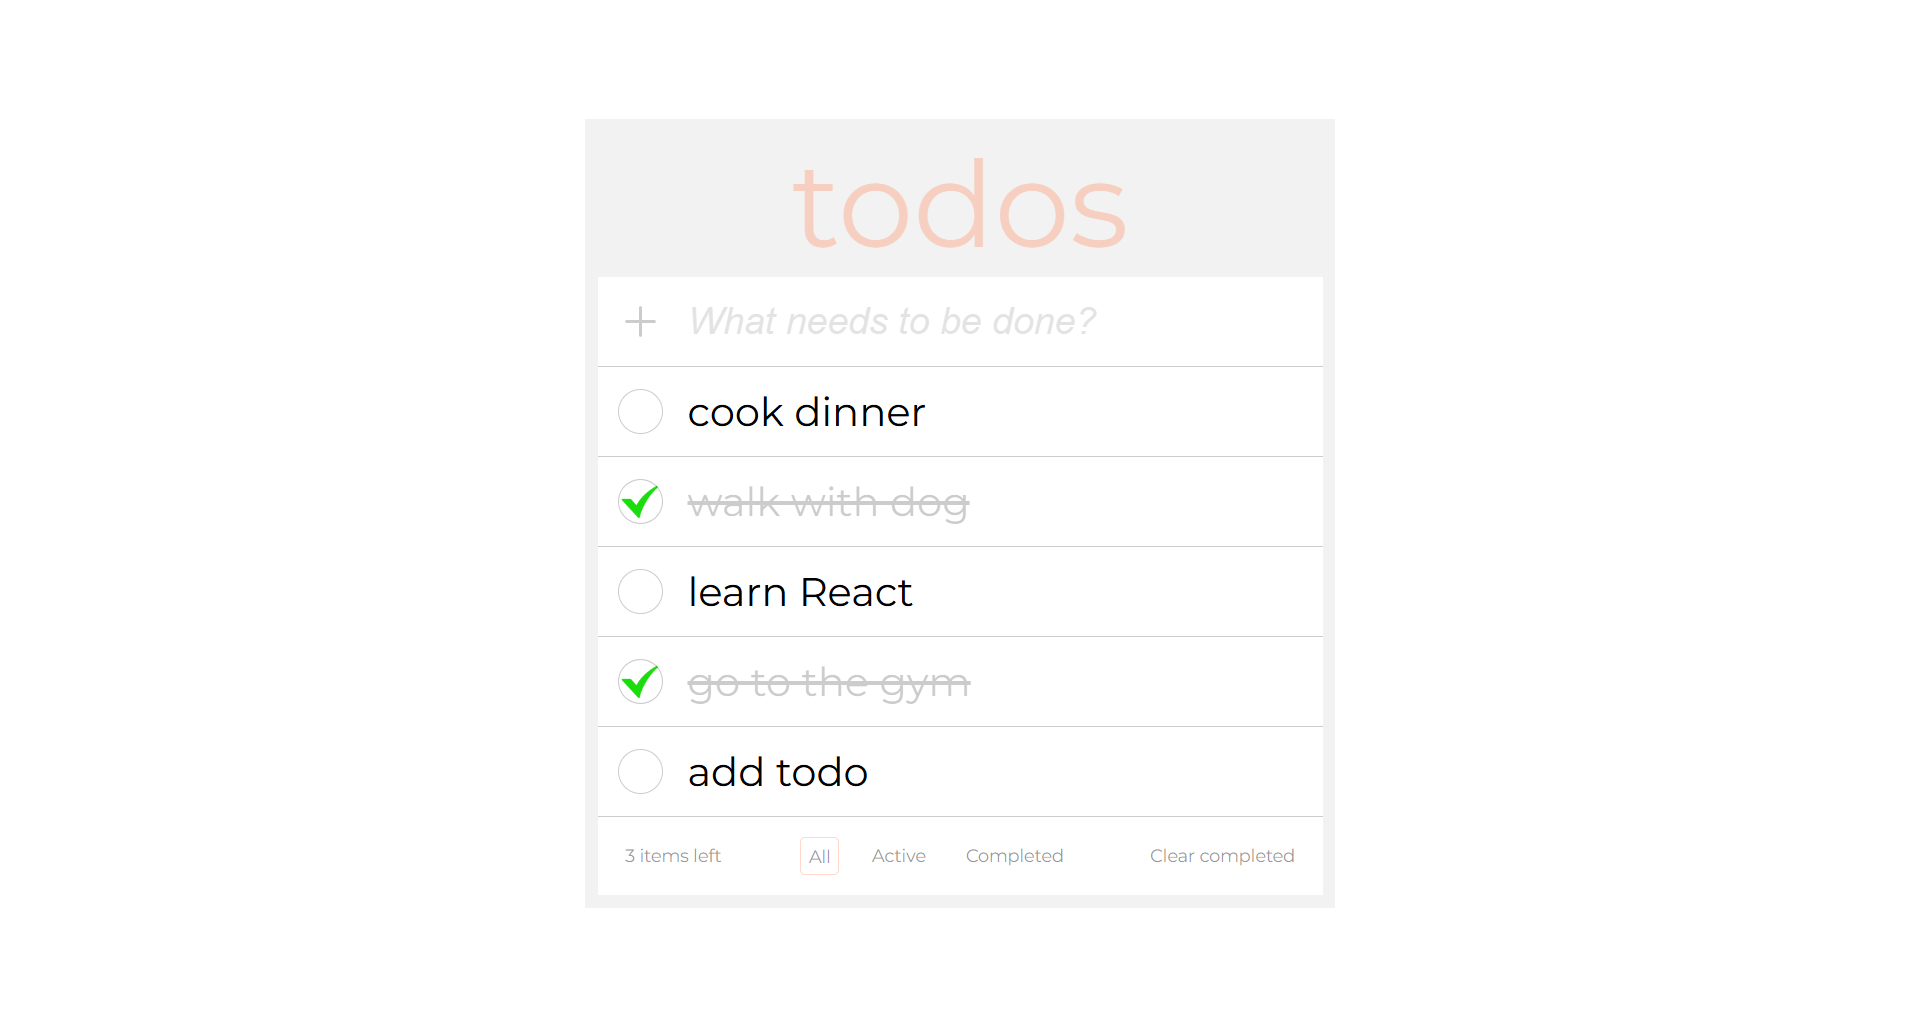 todos
What needs to be done?
cook dinner
walk with dog
learn React
go to the gym
add todo
3 items left All Active Completed Clear completed